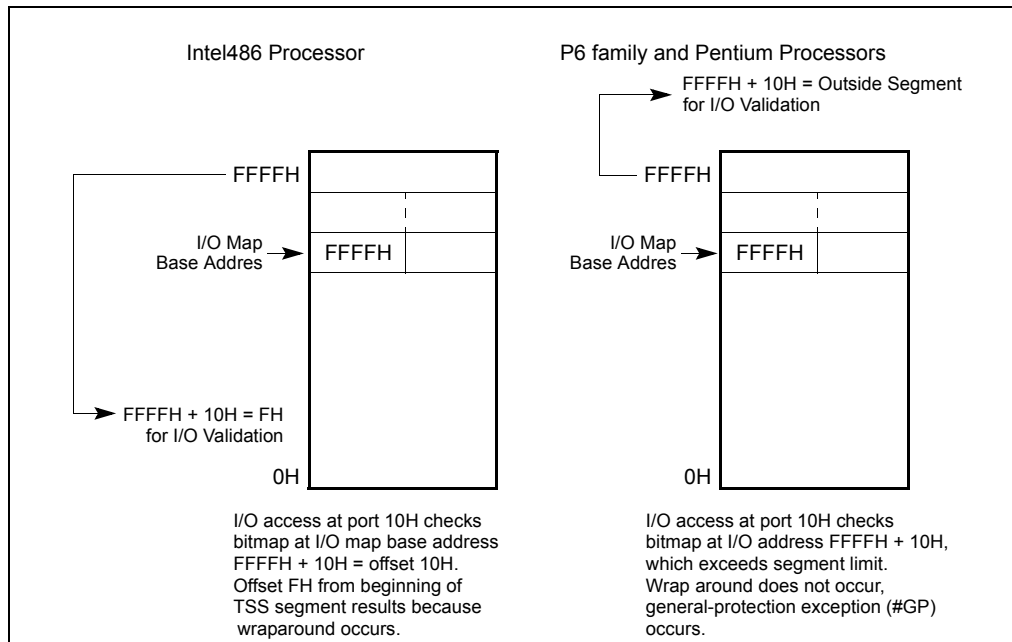 Intel486 Processor
FFFFH
I/O Map
Base Addres
FFFFH
FFFFH + 10H = FH
for I/O Validation
0H
I/O access at port 10H checks
bitmap at I/O map base address
FFFFH + 10H = offset 10H.
Offset FH from beginning of
TSS segment results because
wraparound occurs.
P6 family and Pentium Processors
FFFFH + 10H = Outside Segment
for I/O Validation
FFFFH
I/O Map
Base Addres
FFFFH
0H
I/O access at port 10H checks
bitmap at I/O address FFFFH + 10H,
which exceeds segment limit.
Wrap around does not occur,
general-protection exception (#GP)
occurs.